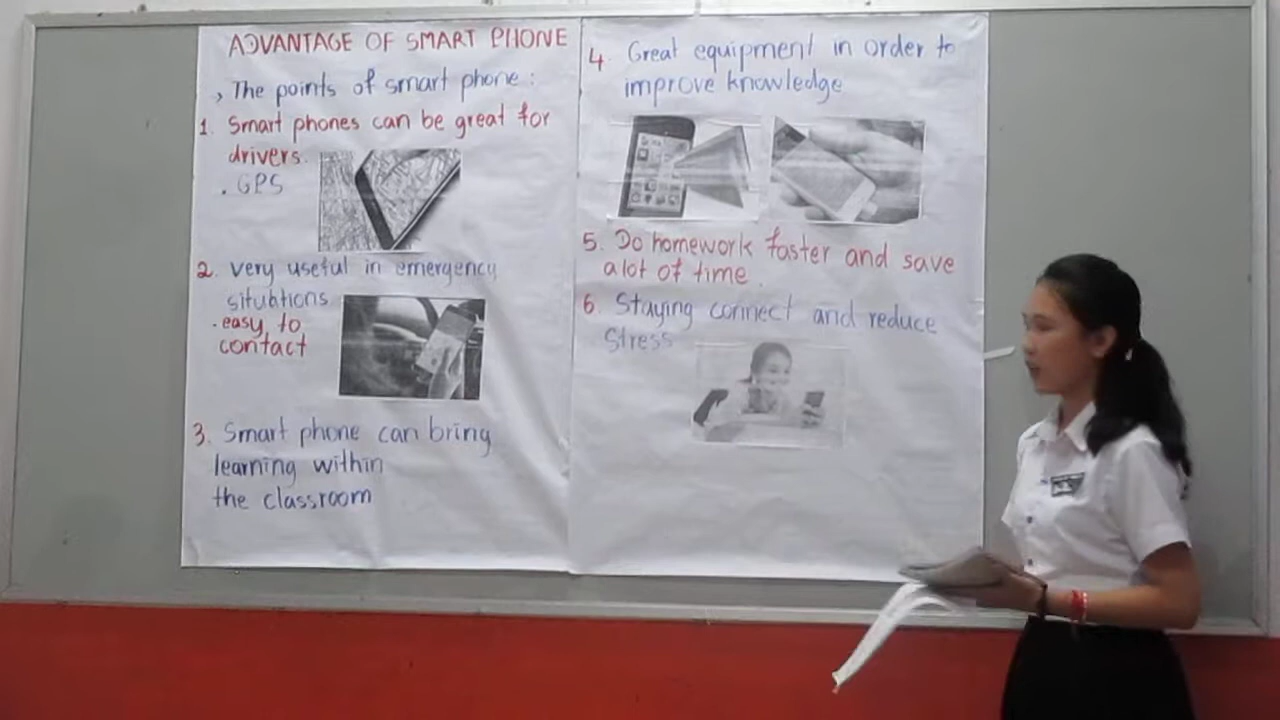 ADVANTAGE OF SMART PHONE
, The points of smart phone :
1. Smart phones can be great for
drivers.
. GPS
2. very useful in emergency
situations
. easy to
contact
3. Smart phone can bring
learning within
the classroom
4. Great equipment in order to
improve knowledge
5. Do homework faster and save
a lot of time.
6. Staying connect and reduce
Stress